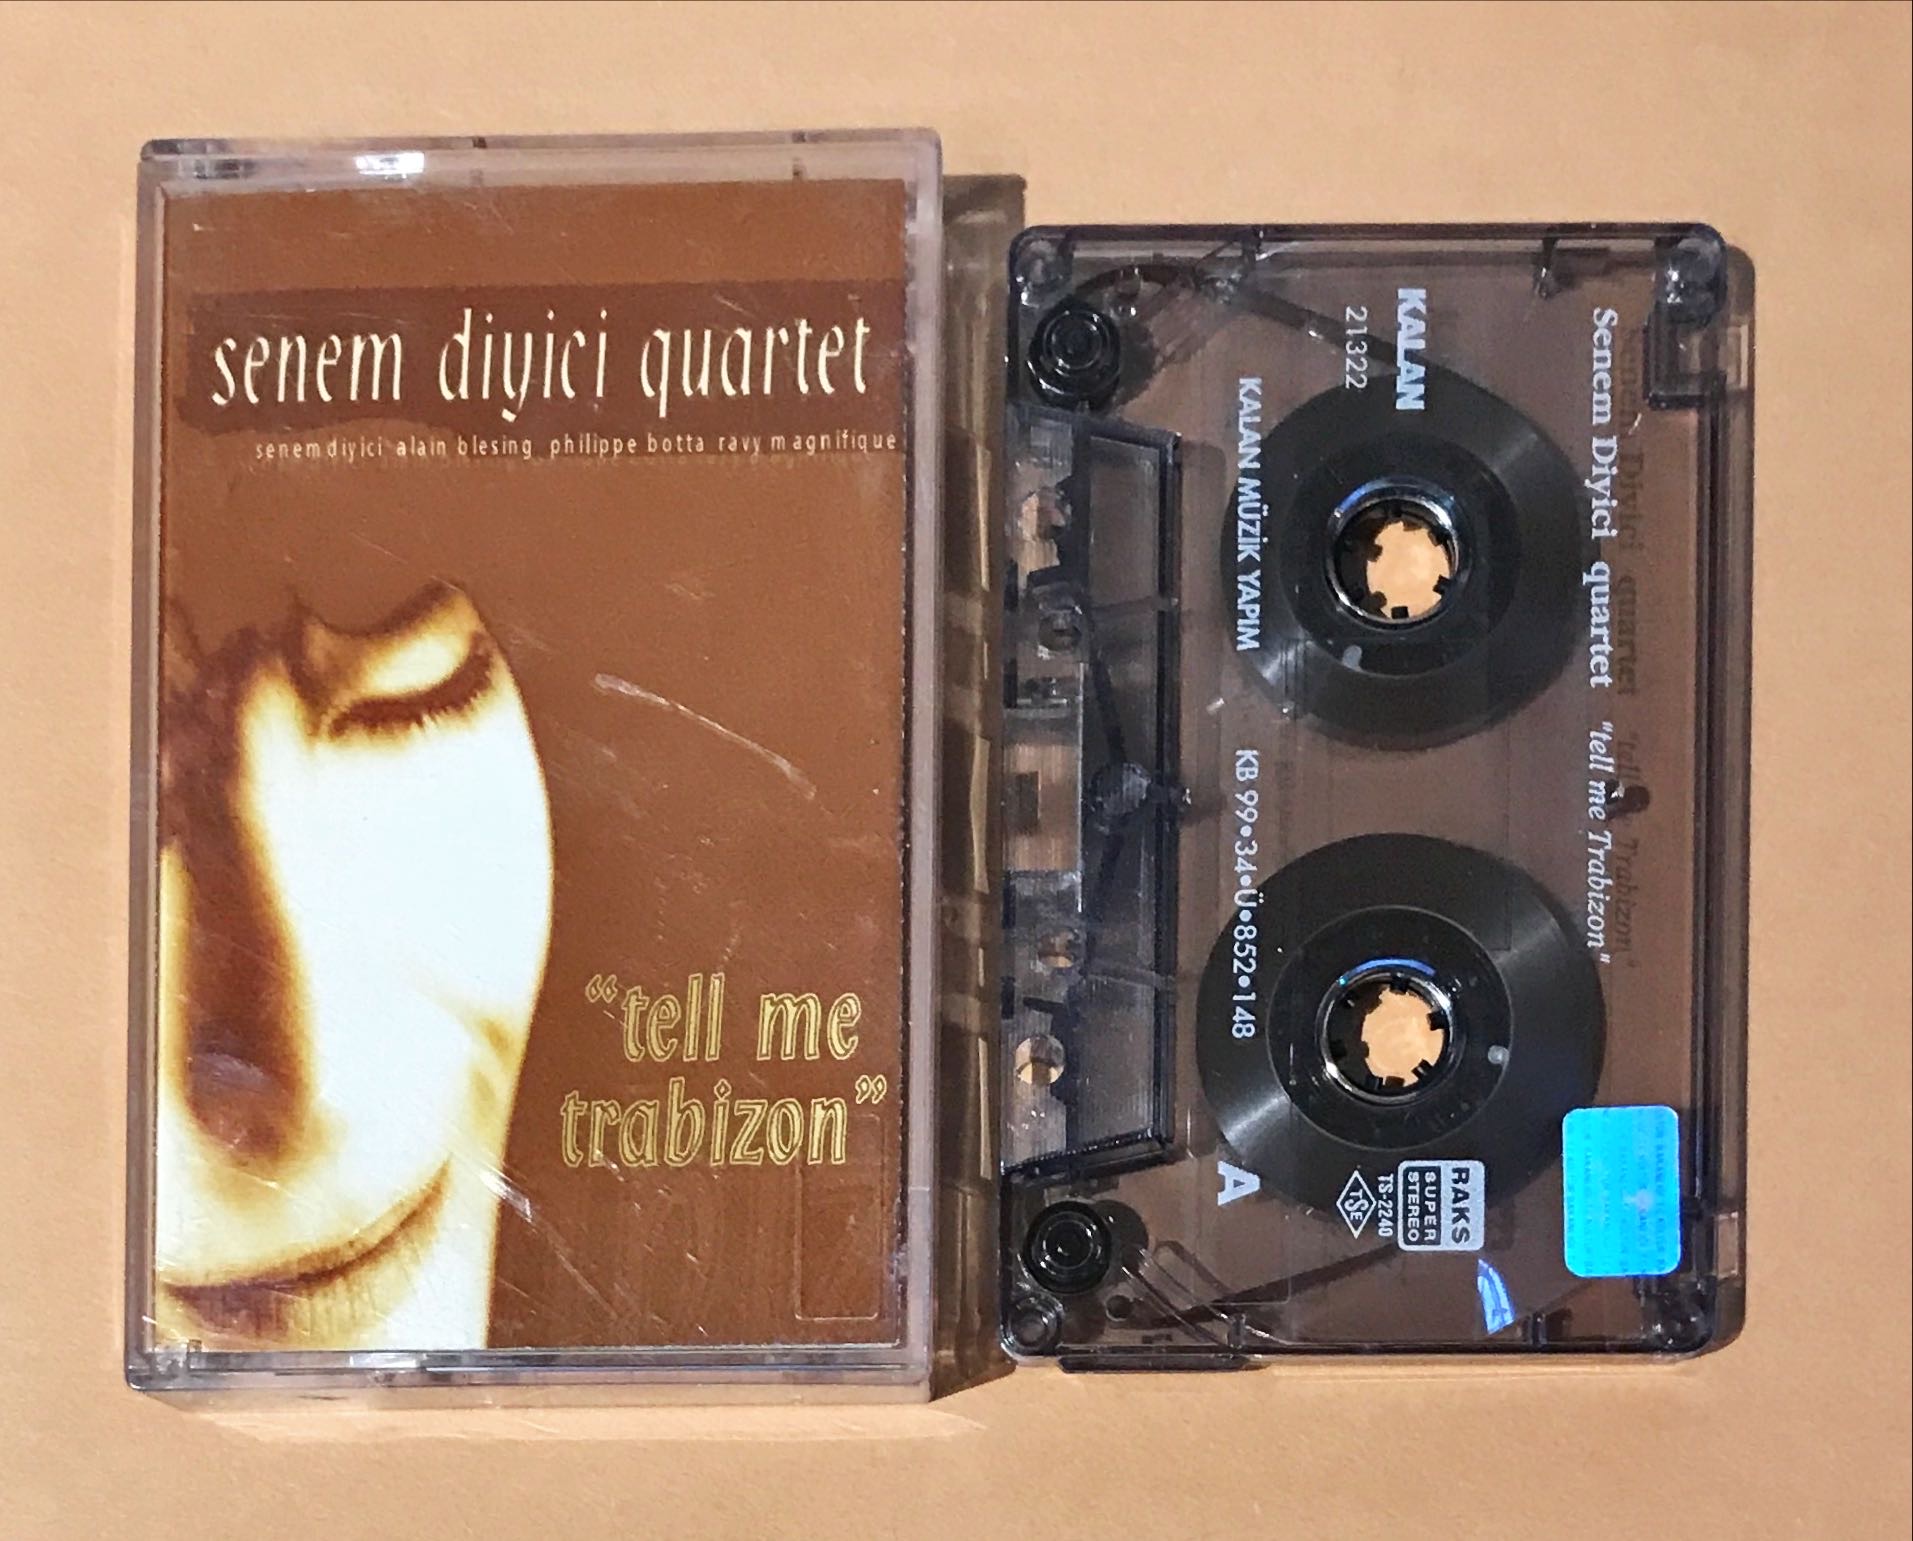 senem diyici quartet
senem diyici alain blesing philippe botta ravy magnifique
“tell me
trabizon”
Senem Diyici quartet "tell me Trabizon"
KALAN
21322
KALAN MÜZİK YAPIM KB 99•34•Ü•852•148
A
RAKS
SUPER
STEREO
TS-2240
TSE